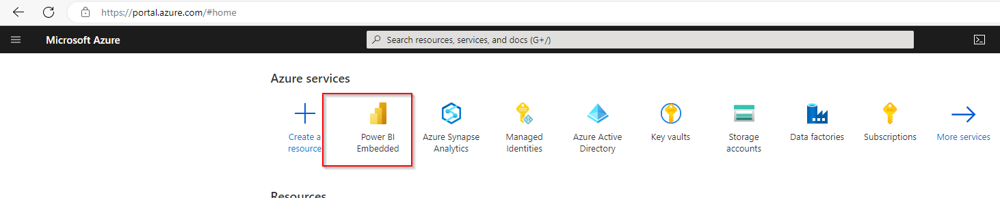 https://portal.azure.com/#home
Microsoft Azure
Search resources, services, and docs (G+/)
Azure services
Create a
resource
Power BI
Embedded
Azure Synapse
Analytics
Managed
Identities
Azure Active
Directory
Key vaults
Storage
accounts
Data factories
Subscriptions
More services
Resources